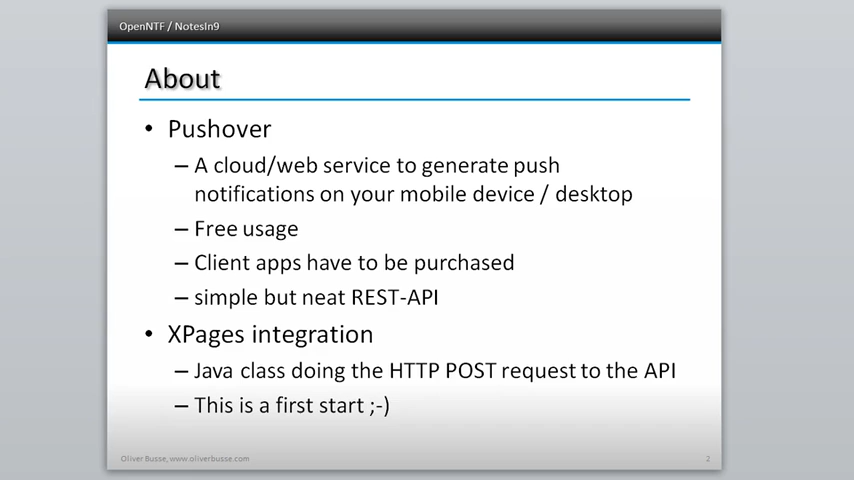 OpenNTF / NotesIn9
About
• Pushover
– A cloud/web service to generate push
notifications on your mobile device / desktop
– Free usage
– Client apps have to be purchased
– simple but neat REST-API
• XPages integration
– Java class doing the HTTP POST request to the API
– This is a first start ;-)
Oliver Busse, www.oliverbusse.com
2